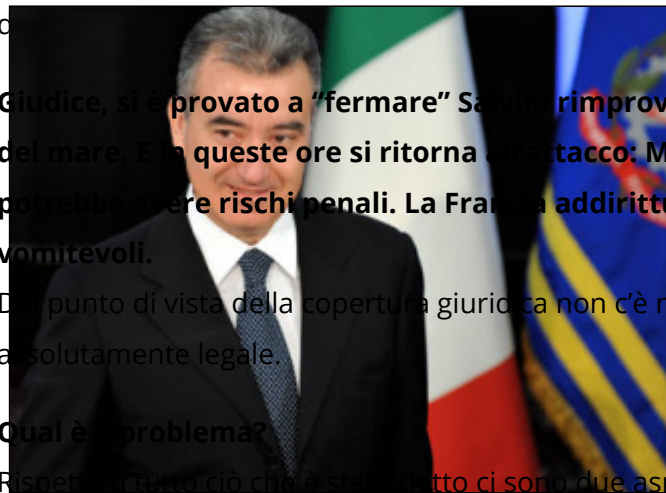 Giudice, si è provato a “fermare” Salvini rimprov
del mare. E in queste ore si ritorna all’attacco: M
potrebbe avere rischi penali. La Francia addirittu
vomitevoli.
Dal punto di vista della copertura giuridica non c’è
assolutamente legale.
Qual è il problema?
Rispetto a tutto ciò che è stato detto ci sono due as